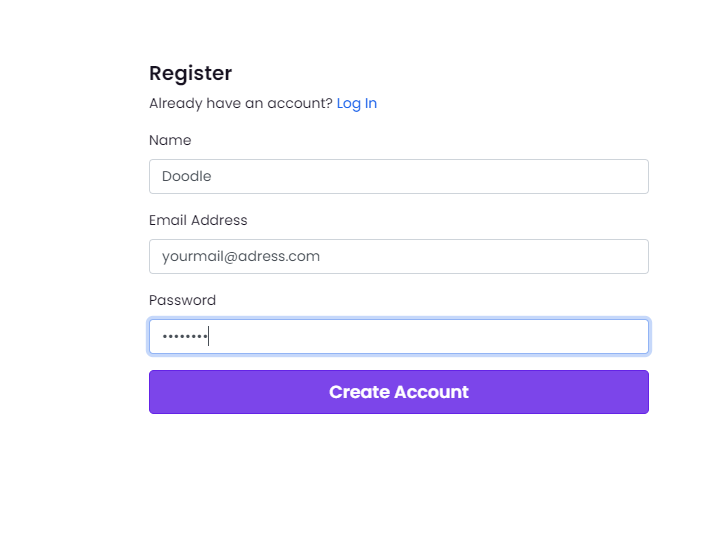 Register
Already have an account? Log In
Name
Doodle
Email Address
yourmail@adress.com
Password
••••••••
Create Account